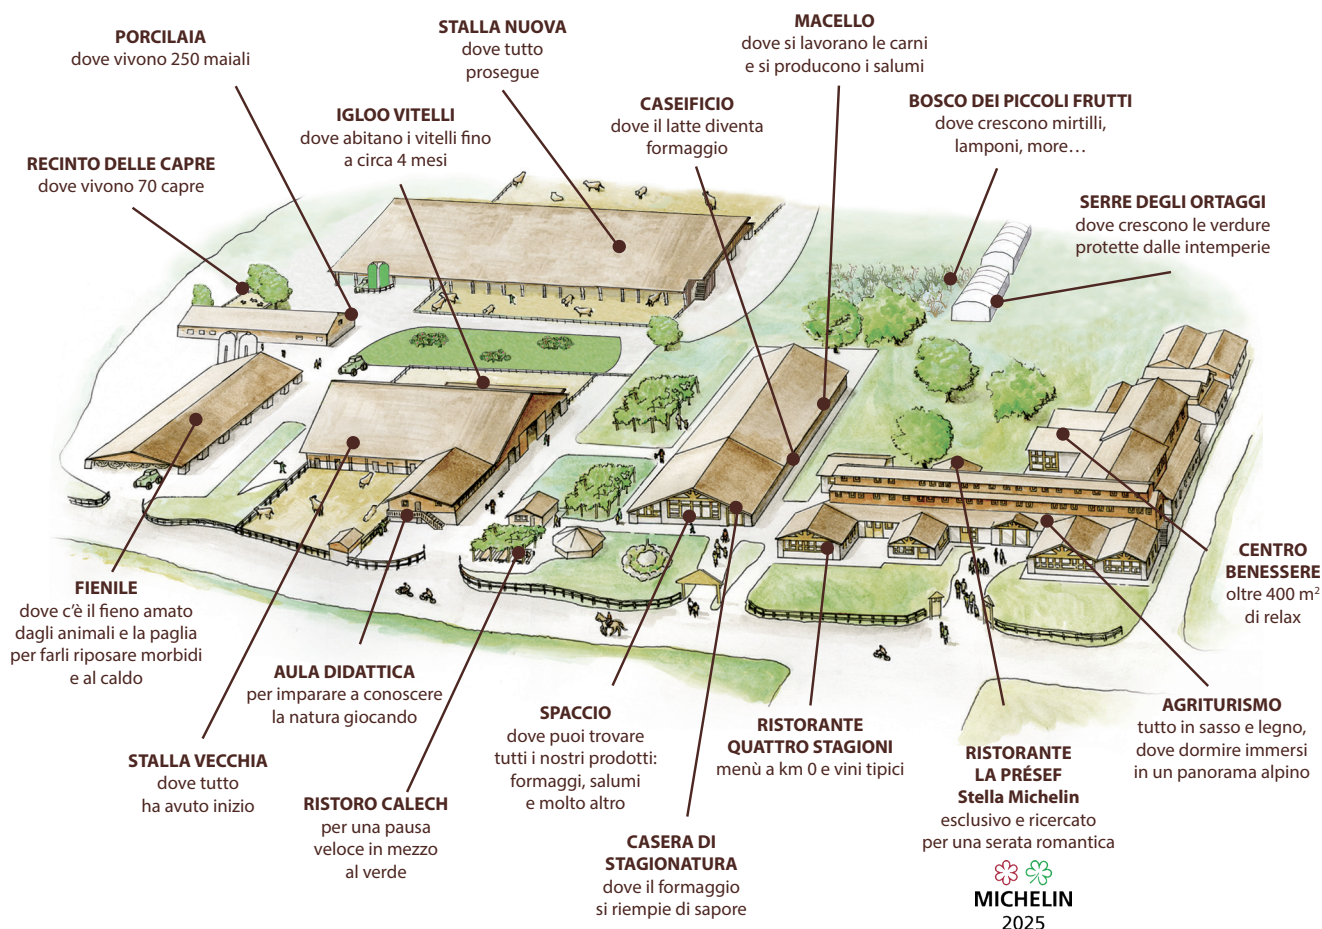 PORCILAIA
dove vivono 250 maiali
STALLA NUOVA
dove tutto
prosegue
MACELLO
dove si lavorano le carni
e si producono i salumi
IGLOO VITELLI
dove abitano i vitelli fino
a circa 4 mesi
CASEIFICIO
dove il latte diventa
formaggio
BOSCO DEI PICCOLI FRUTTI
dove crescono mirtilli,
lamponi, more…
RECINTO DELLE CAPRE
dove vivono 70 capre
SERRE DEGLI ORTAGGI
dove crescono le verdure
protette dalle intemperie
CENTRO
BENESSERE
oltre 400 m²
di relax
FIENILE
dove c'è il fieno amato
dagli animali e la paglia
per farli riposare morbidi
e al caldo
AULA DIDATTICA
per imparare a conoscere
la natura giocando
STALLA VECCHIA
dove tutto
ha avuto inizio
RISTORO CALECH
per una pausa
veloce in mezzo
al verde
SPACCIO
dove puoi trovare
tutti i nostri prodotti:
formaggi, salumi
e molto altro
CASERA DI
STAGIONATURA
dove il formaggio
si riempie di sapore
RISTORANTE
QUATTRO STAGIONI
menù a km 0 e vini tipici
RISTORANTE
LA PRÉSEF
Stella Michelin
esclusivo e ricercato
per una serata romantica
MICHELIN
2025
AGRITURISMO
tutto in sasso e legno,
dove dormire immersi
in un panorama alpino